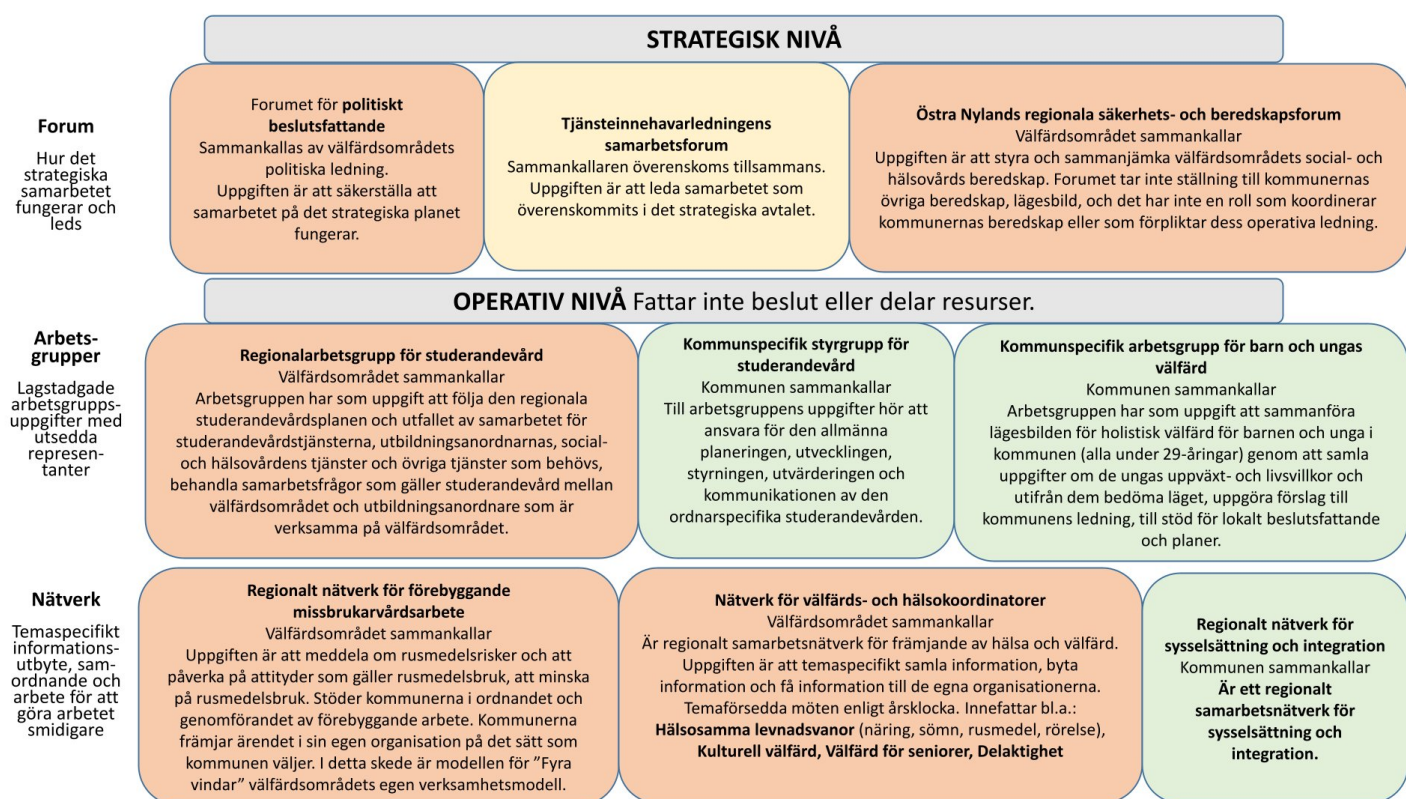 STRATEGISK NIVÅ
Forum
Hur det
strategiska
samarbetet
fungerar och
leds
Forumet för politiskt
beslutsfattande
Sammankallas av välfärdsområdets
politiska ledning.
Uppgiften är att säkerställa att
samarbetet på det strategiska planet
fungerar.
Tjänsteinnehavarledningens
samarbetsforum
Sammankallaren överenskoms tillsammans.
Uppgiften är att leda samarbetet som
överenskommits i det strategiska avtalet.
Östra Nylands regionala säkerhets- och beredskapsforum
Välfärdsområdet sammankallar
Uppgiften är att styra och sammanjämka välfärdsområdets social- och
hälsovårds beredskap. Forumet tar inte ställning till kommunernas
övriga beredskap, lägesbild, och det har inte en roll som koordinerar
kommunernas beredskap eller som förpliktar dess operativa ledning.
OPERATIV NIVÅ Fattar inte beslut eller delar resurser.
Arbets-
grupper
Lagstadgade
arbetsgrupps-
uppgifter med
utsedda
represen-
tanter
Regionalarbetsgrupp för studerandevård
Välfärdsområdet sammankallar
Arbetsgruppen har som uppgift att följa den regionala
studerandevårdsplanen och utfallet av samarbetet för
studerandevårdstjänsterna, utbildningsanordnarnas, social-
och hälsovårdens tjänster och övriga tjänster som behövs,
behandla samarbetsfrågor som gäller studerandevård mellan
välfärdsområdet och utbildningsanordnare som är
verksamma på välfärdsområdet.
Kommunspecifik styrgrupp för
studerandevård
Kommunen sammankallar
Till arbetsgruppens uppgifter hör att
ansvara för den allmänna
planeringen, utvecklingen,
styrningen, utvärderingen och
kommunikationen av den
ordnarspecifika studerandevården.
Kommunspecifik arbetsgrupp för barn och ungas
välfärd
Kommunen sammankallar
Arbetsgruppen har som uppgift att sammanföra
lägesbilden för holistisk välfärd för barnen och unga i
kommunen (alla under 29-åringar) genom att samla
uppgifter om de ungas uppväxt- och livsvillkor och
utifrån dem bedöma läget, uppgöra förslag till
kommunens ledning, till stöd för lokalt beslutsfattande
och planer.
Nätverk
Temaspecifikt
informations-
utbyte, sam-
ordnande och
arbete för att
göra arbetet
smidigare
Regionalt nätverk för förebyggande
missbrukarvårdsarbete
Välfärdsområdet sammankallar
Uppgiften är att meddela om rusmedelsrisker och att
påverka på attityder som gäller rusmedelsbruk, att minska
på rusmedelsbruk. Stöder kommunerna i ordnandet och
genomförandet av förebyggande arbete. Kommunerna
främjar ärendet i sin egen organisation på det sätt som
kommunen väljer. I detta skede är modellen för ”Fyra
vindar” välfärdsområdets egen verksamhetsmodell.
Nätverk för välfärds- och hälsokoordinatorer
Välfärdsområdet sammankallar
Är regionalt samarbetsnätverk för främjande av hälsa och välfärd.
Uppgiften är att temaspecifikt samla information, byta
information och få information till de egna organisationerna.
Temaförsedda möten enligt årsklocka. Innefattar bl.a.:
Hälsosamma levnadsvanor (näring, sömn, rusmedel, rörelse),
Kulturell välfärd, Välfärd för seniorer, Delaktighet
Regionalt nätverk för
sysselsättning och integration
Kommunen sammankallar
Är ett regionalt
samarbetsnätverk för
sysselsättning och
integration.